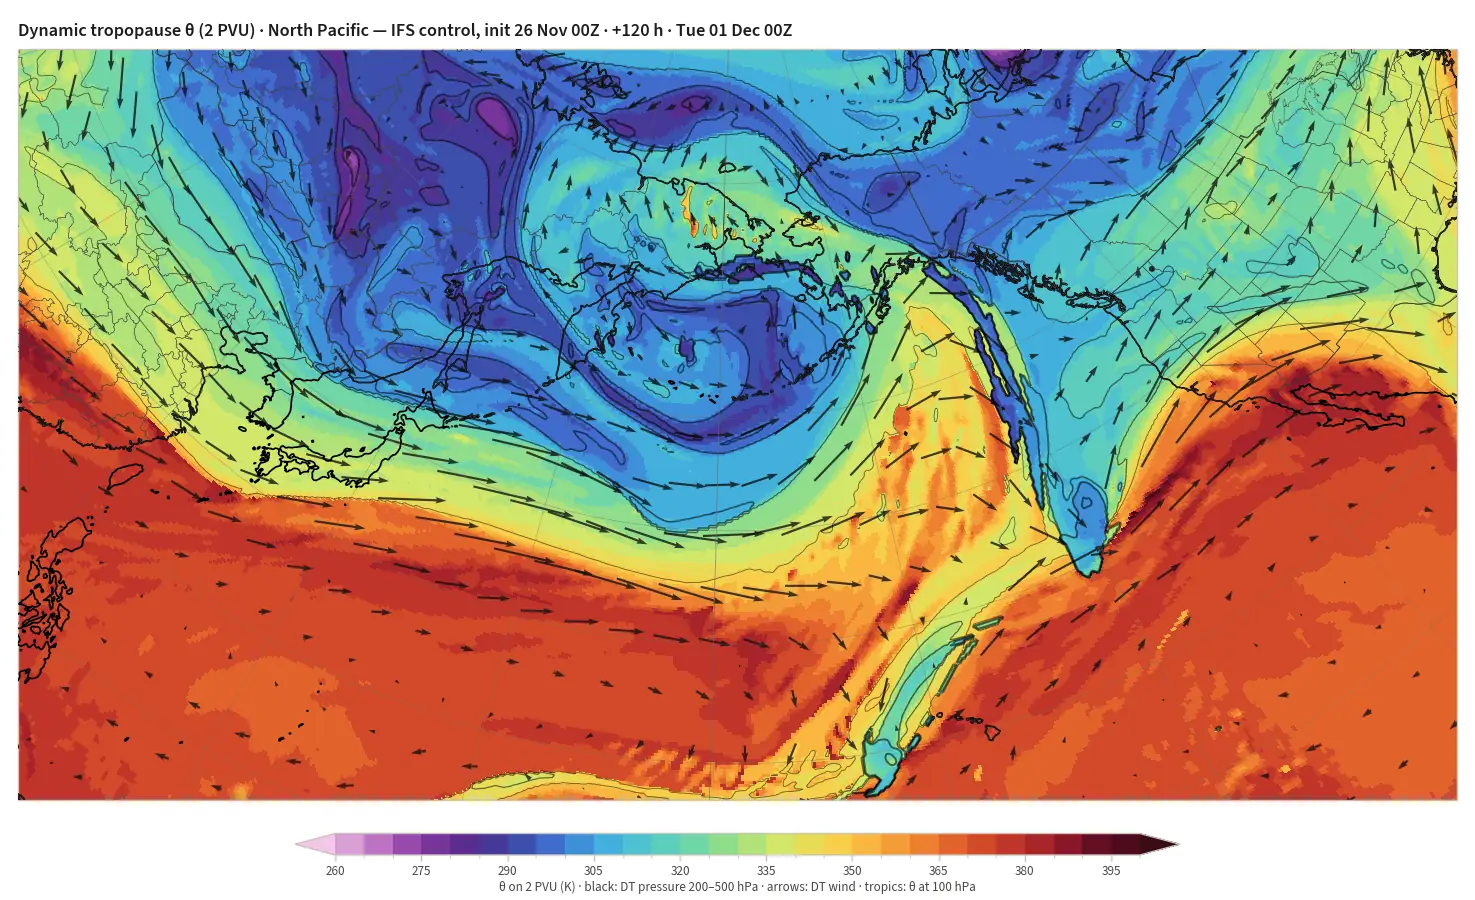 Dynamic tropopause θ (2 PVU) · North Pacific — IFS control, init 26 Nov 00Z · +120 h · Tue 01 Dec 00Z
260 275 290 305 320 335 350 365 380 395
θ on 2 PVU (K) · black: DT pressure 200–500 hPa · arrows: DT wind · tropics: θ at 100 hPa